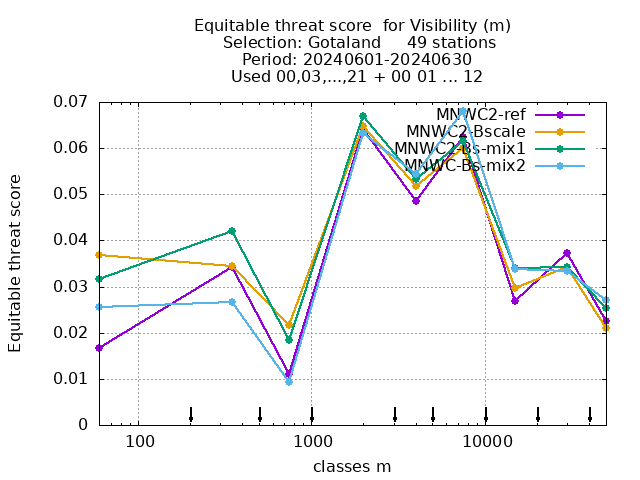 Equitable threat score  for Visibility (m)
Selection: Gotaland     49 stations
Period: 20240601-20240630
Used 00,03,...,21 + 00 01 ... 12
MNWC2-ref
MNWC2-Bscale
MNWC2-Bs-mix1
MNWC-Bs-mix2
Equitable threat score
0.07
0.06
0.05
0.04
0.03
0.02
0.01
0
100
1000
10000
classes m